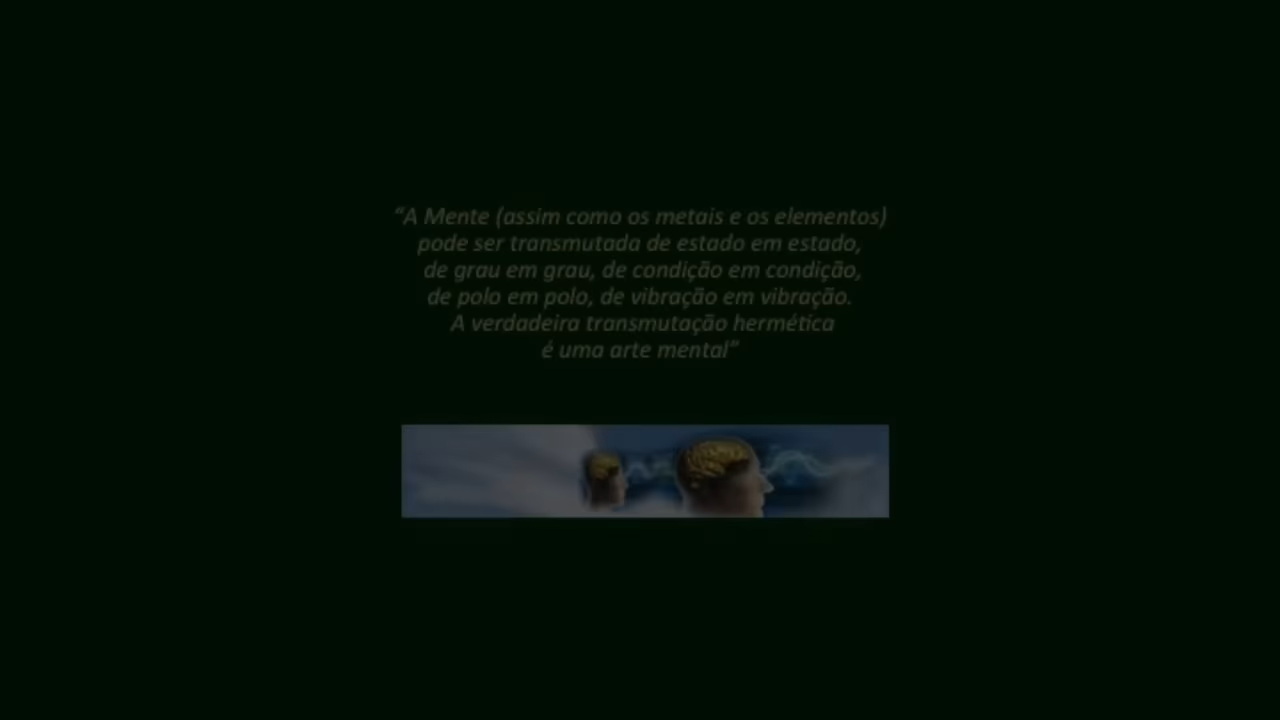 “A Mente (assim como os metais e os elementos)
pode ser transmutada de estado em estado,
de grau em grau, de condição em condição,
de polo em polo, de vibração em vibração.
A verdadeira transmutação hermética
é uma arte mental”